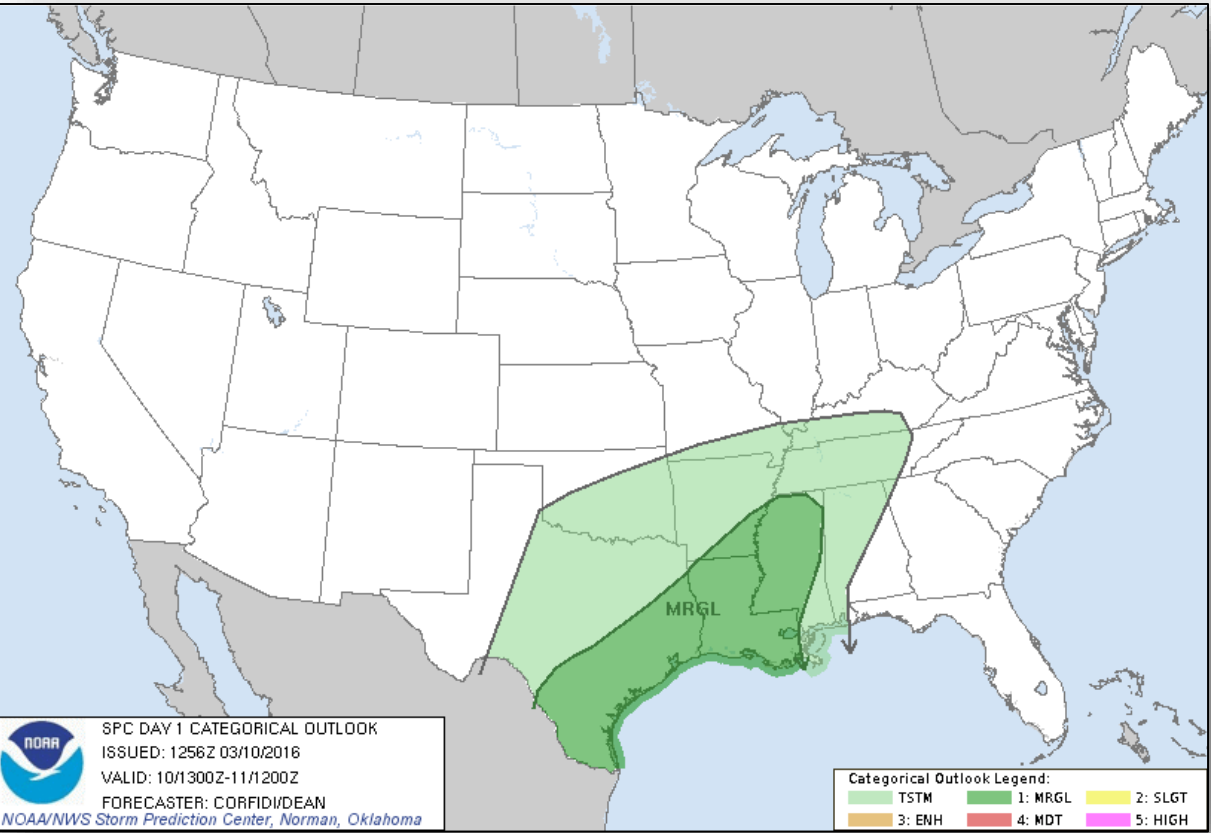 MRGL
NOAA
SPC DAY 1 CATEGORICAL OUTLOOK
ISSUED: 1256Z 03/10/2016
VALID: 10/1300Z-11/1200Z
FORECASTER: CORFIDI/DEAN
NOAA/NWS Storm Prediction Center, Norman, Oklahoma
Categorical Outlook Legend:
TSTM 1: MRGL 2: SLGT
3: ENH 4: MDT 5: HIGH